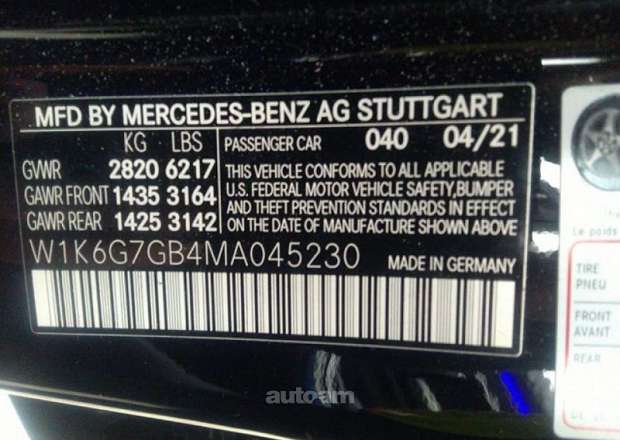 MFD BY MERCEDES-BENZ AG STUTTGART
KG LBS PASSENGER CAR 040 04/21
GVWR 2820 6217 THIS VEHICLE CONFORMS TO ALL APPLICABLE
GAWR FRONT 1435 3164 U.S. FEDERAL MOTOR VEHICLE SAFETY,BUMPER
AND THEFT PREVENTION STANDARDS IN EFFECT
GAWR REAR 1425 3142 ON THE DATE OF MANUFACTURE SHOWN ABOVE
W1K6G7GB4MA045230 MADE IN GERMANY
Le poids
TIRE
PNEU
FRONT
AVANT
REAR
autoam